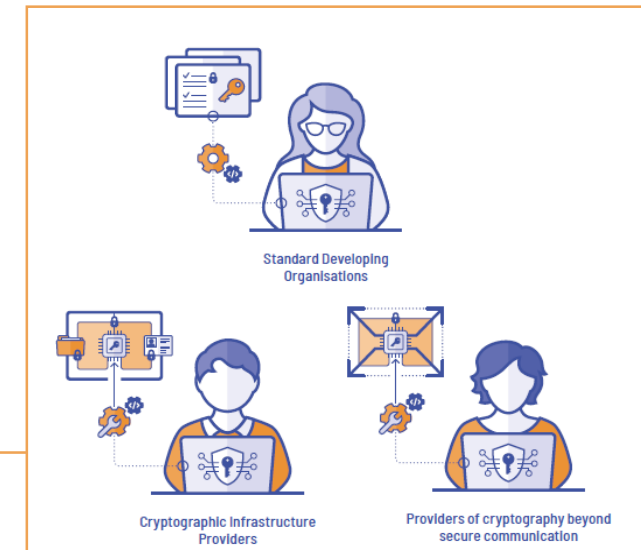 Standard Developing
Organisations
Cryptographic Infrastructure
Providers
Providers of cryptography beyond
secure communication